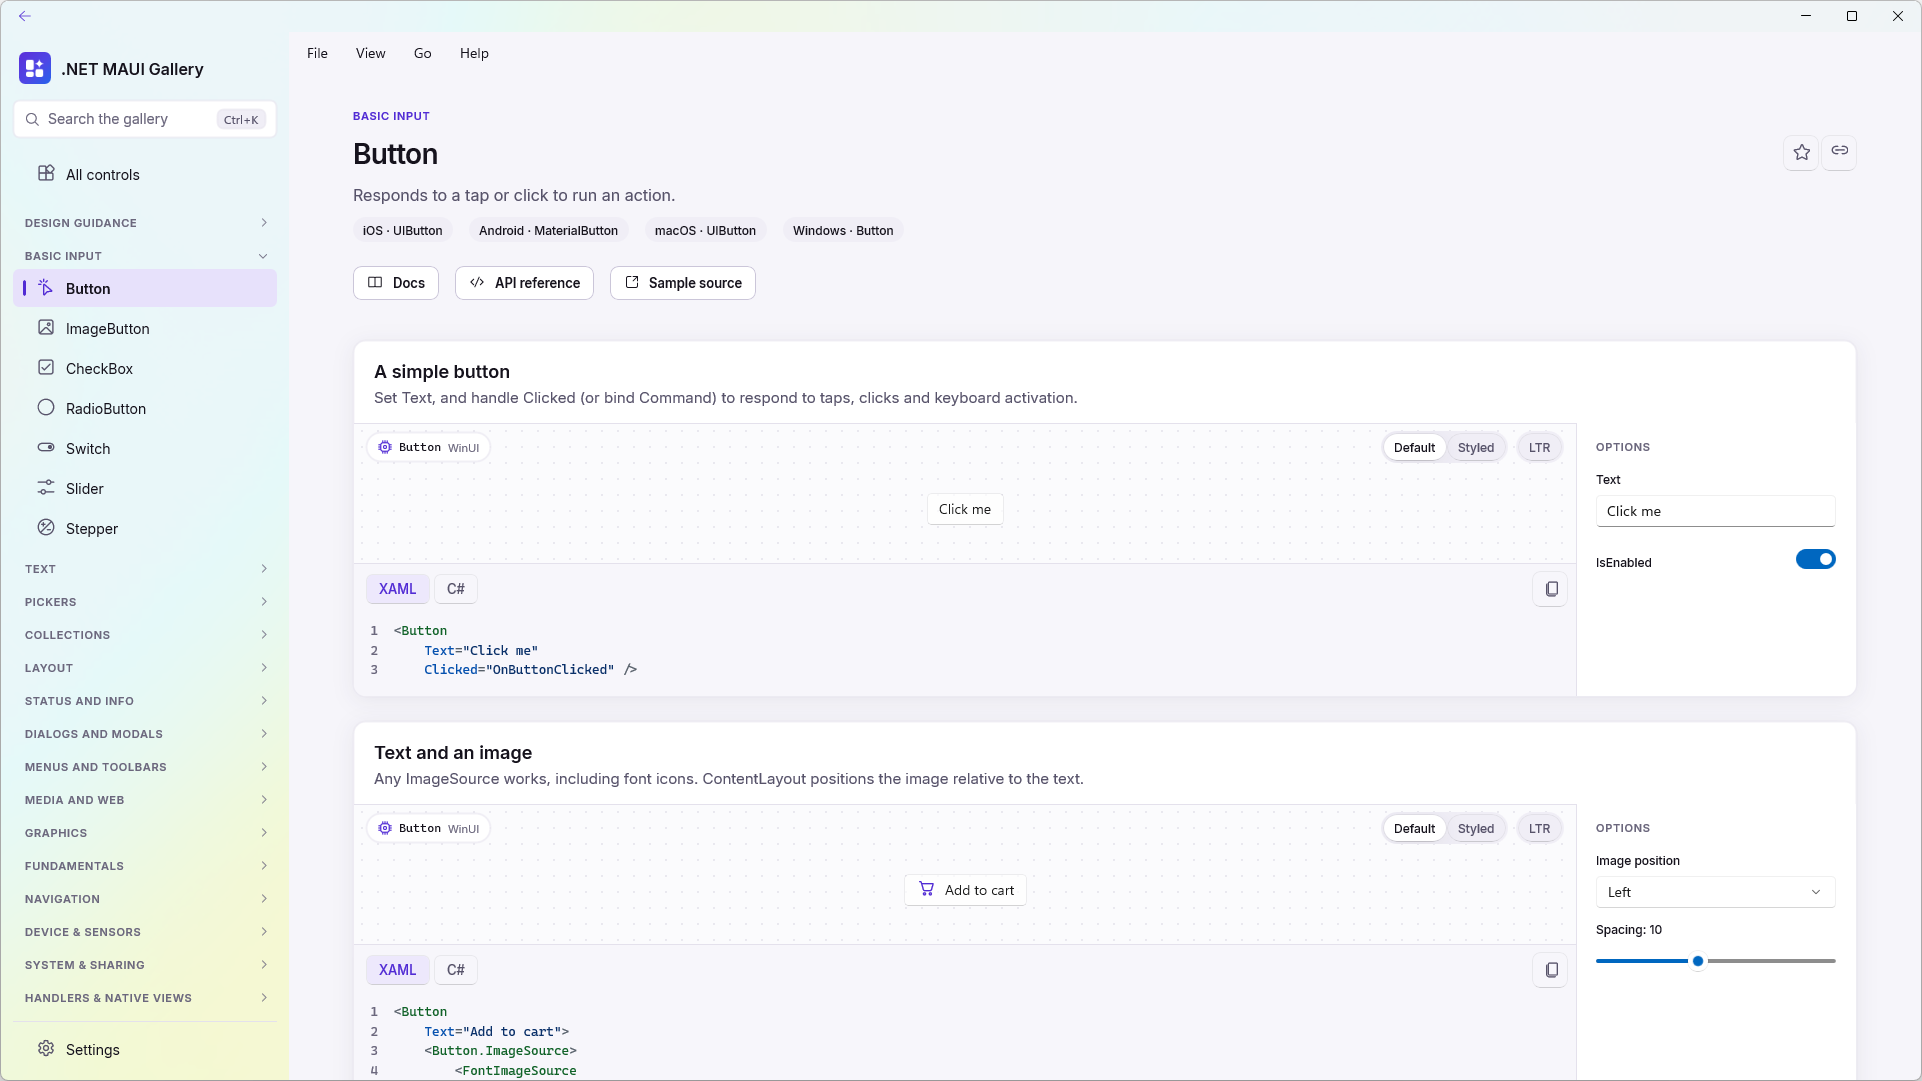 .NET MAUI Gallery
Search the gallery
Ctrl+K
All controls
DESIGN GUIDANCE
BASIC INPUT
Button
ImageButton
CheckBox
RadioButton
Switch
Slider
Stepper
TEXT
PICKERS
COLLECTIONS
LAYOUT
STATUS AND INFO
DIALOGS AND MODALS
MENUS AND TOOLBARS
MEDIA AND WEB
GRAPHICS
FUNDAMENTALS
NAVIGATION
DEVICE & SENSORS
SYSTEM & SHARING
HANDLERS & NATIVE VIEWS
Settings
File View Go Help
BASIC INPUT
Button
Responds to a tap or click to run an action.
iOS · UIButton Android · MaterialButton macOS · UIButton Windows · Button
Docs API reference Sample source
A simple button
Set Text, and handle Clicked (or bind Command) to respond to taps, clicks and keyboard activation.
Button WinUI
Default Styled LTR
Click me
OPTIONS
Text
Click me
IsEnabled
XAML C#
1 <Button
2 Text="Click me"
3 Clicked="OnButtonClicked" />
Text and an image
Any ImageSource works, including font icons. ContentLayout positions the image relative to the text.
Button WinUI
Default Styled LTR
Add to cart
OPTIONS
Image position
Left
Spacing: 10
XAML C#
1 <Button
2 Text="Add to cart">
3 <Button.ImageSource>
4 <FontImageSource